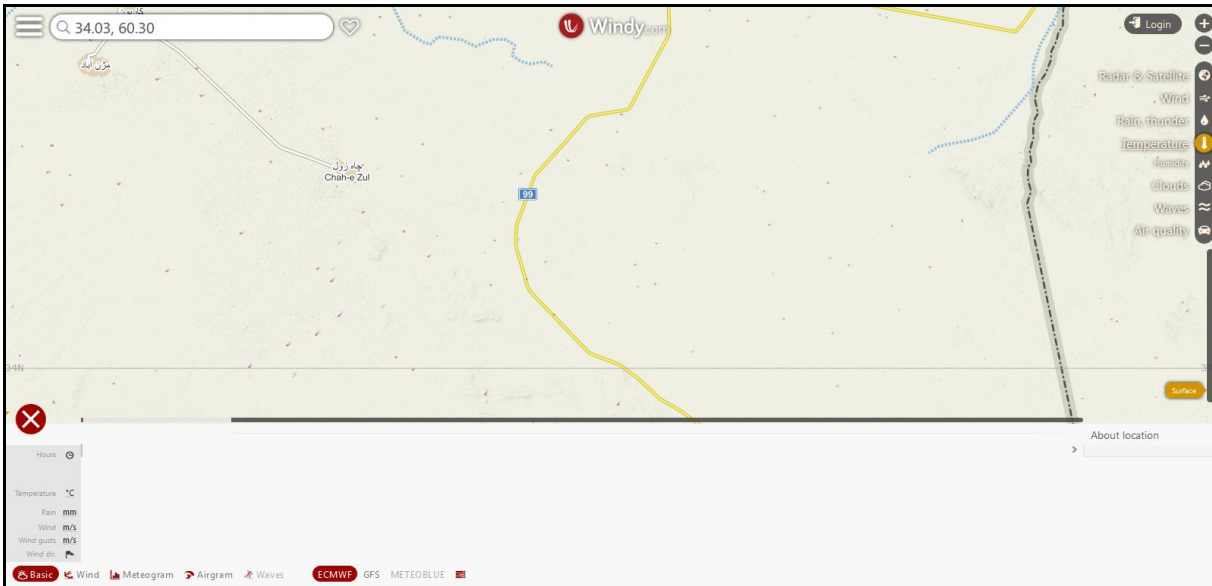 34.03, 60.30
Windy.com
Login
مژن آباد
Radar & Satellite
Wind
Rain, thunder
Temperature
Humidity
Clouds
Waves
Air quality
چاه زول
Chah-e Zul
99
34N
Surface
About location
Hours
Temperature °C
Rain mm
Wind m/s
Wind gusts m/s
Wind dir.
Basic Wind Meteogram Airgram Waves ECMWF GFS METEOBLUE